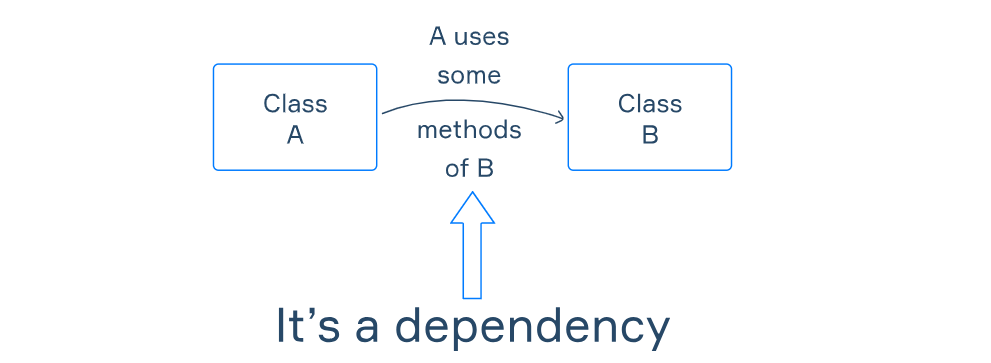 A uses
some
Class
A
Class
B
methods
of B
It’s a dependency